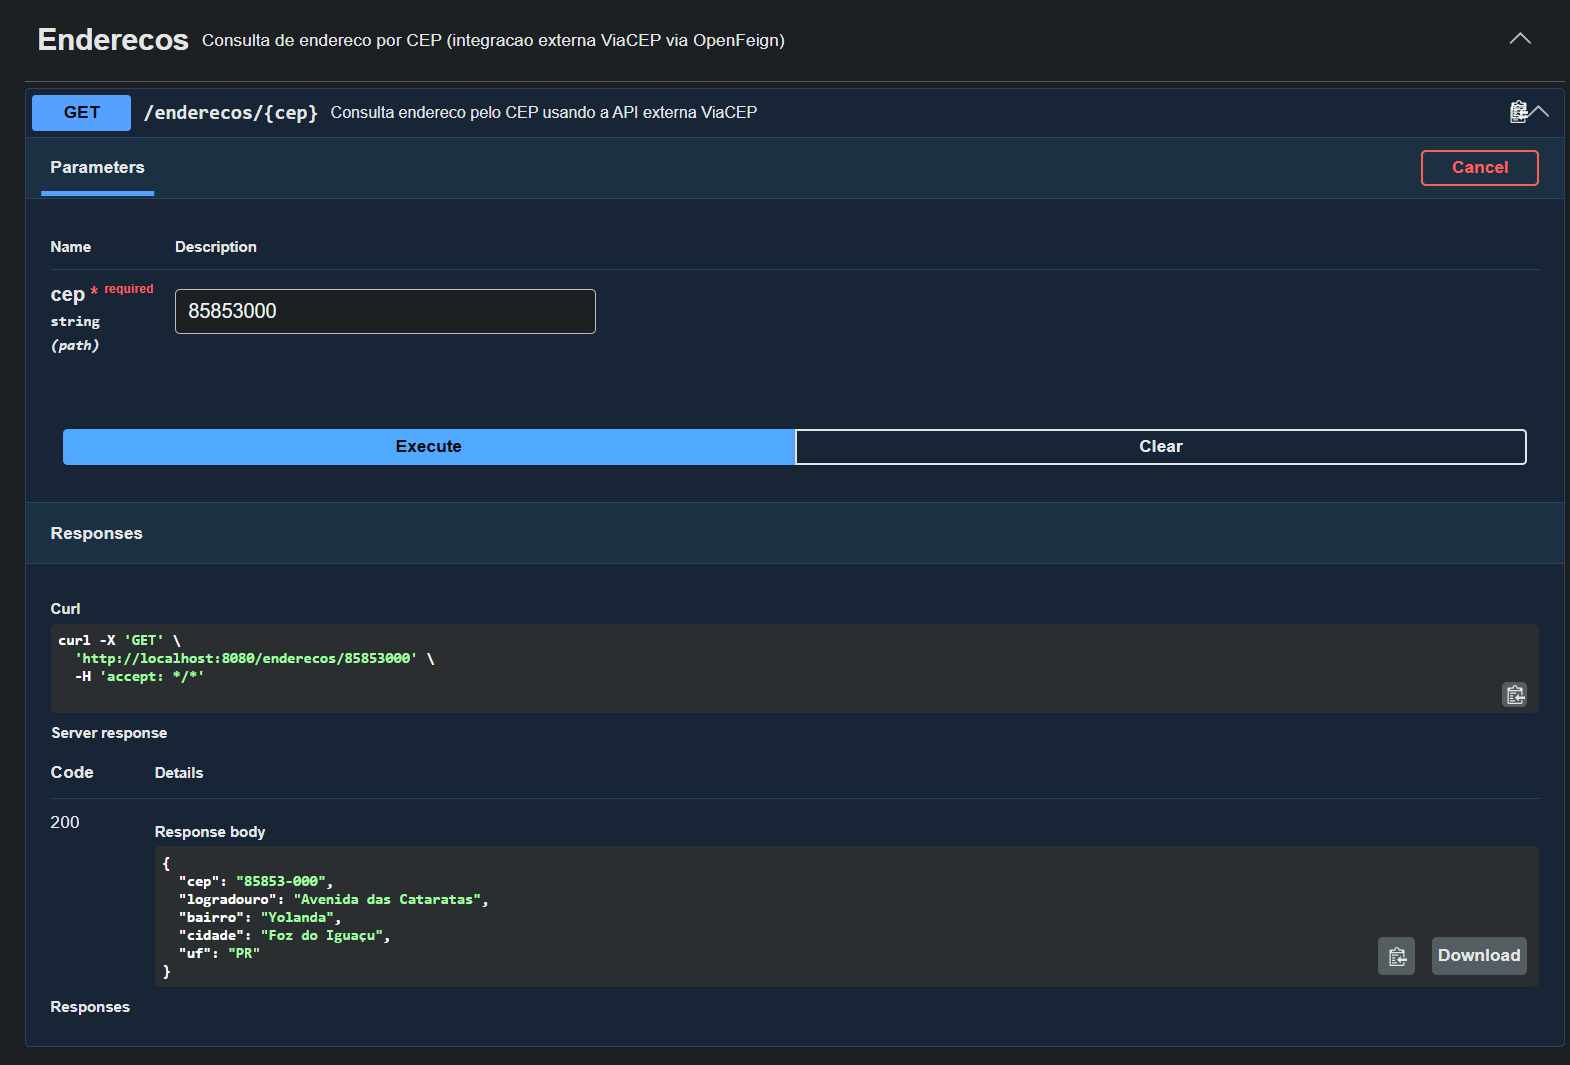 Enderecos Consulta de endereco por CEP (integracao externa ViaCEP via OpenFeign)
GET /enderecos/{cep} Consulta endereco pelo CEP usando a API externa ViaCEP
Parameters Cancel
Name Description
cep * required 85853000
string
(path)
Execute Clear
Responses
Curl
curl -X 'GET' \
  'http://localhost:8080/enderecos/85853000' \
  -H 'accept: */*'
Server response
Code Details
200
Response body
{
  "cep": "85853-000",
  "logradouro": "Avenida das Cataratas",
  "bairro": "Yolanda",
  "cidade": "Foz do Iguaçu",
  "uf": "PR"
}
Download
Responses